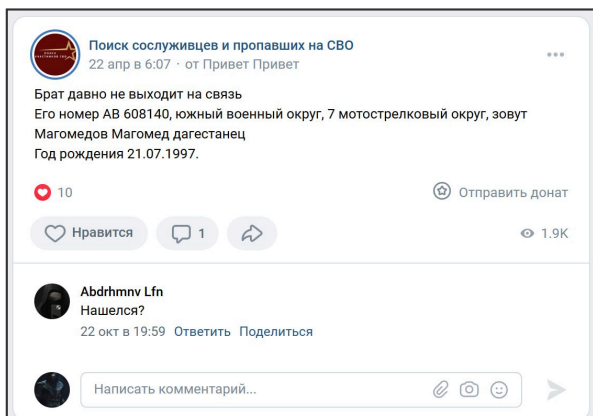 Поиск сослуживцев и пропавших на СВО
22 апр в 6:07 · от Привет Привет
Брат давно не выходит на связь
Его номер АВ 608140, южный военный округ, 7 мотострелковый округ, зовут
Магомедов Магомед дагестанец
Год рождения 21.07.1997.
10
Отправить донат
Нравится
1
1.9K
Abdrhmnv Lfn
Нашелся?
22 окт в 19:59 Ответить Поделиться
Написать комментарий...